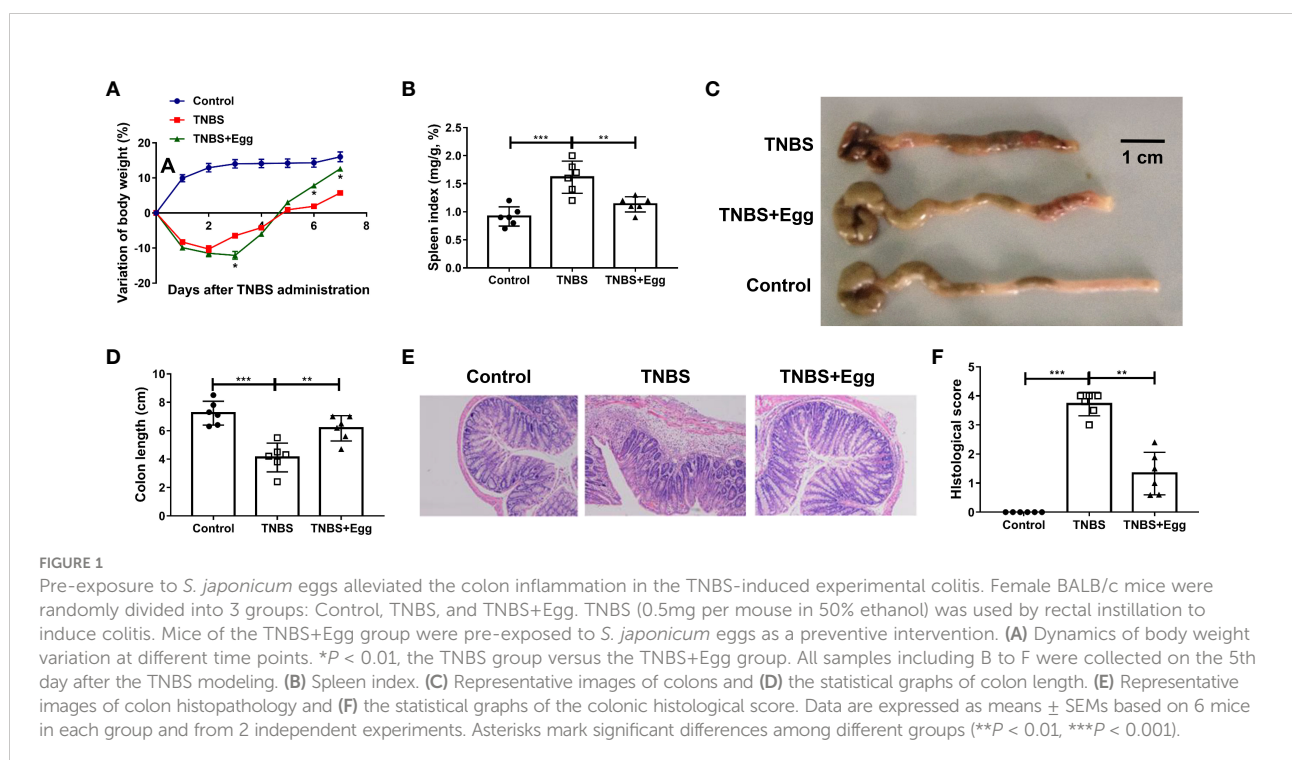 A
Control
TNBS
TNBS+Egg
Variation of body weight (%)
20
10
0
-10
-20
A
2
4
6
8
*
*
*
Days after TNBS administration
B
Spleen index (mg/g, %)
2.5
2.0
1.5
1.0
0.5
0.0
***
**
Control
TNBS
TNBS+Egg
C
TNBS
TNBS+Egg
Control
1 cm
D
Colon length (cm)
10
8
6
4
2
0
***
**
Control
TNBS
TNBS+Egg
E
Control
TNBS
TNBS+Egg
F
Histological score
5
4
3
2
1
0
***
**
Control
TNBS
TNBS+Egg
FIGURE 1
Pre-exposure to S. japonicum eggs alleviated the colon inflammation in the TNBS-induced experimental colitis. Female BALB/c mice were
randomly divided into 3 groups: Control, TNBS, and TNBS+Egg. TNBS (0.5mg per mouse in 50% ethanol) was used by rectal instillation to
induce colitis. Mice of the TNBS+Egg group were pre-exposed to S. japonicum eggs as a preventive intervention. (A) Dynamics of body weight
variation at different time points. *P < 0.01, the TNBS group versus the TNBS+Egg group. All samples including B to F were collected on the 5th
day after the TNBS modeling. (B) Spleen index. (C) Representative images of colons and (D) the statistical graphs of colon length. (E) Representative
images of colon histopathology and (F) the statistical graphs of the colonic histological score. Data are expressed as means ± SEMs based on 6 mice
in each group and from 2 independent experiments. Asterisks mark significant differences among different groups (**P < 0.01, ***P < 0.001).